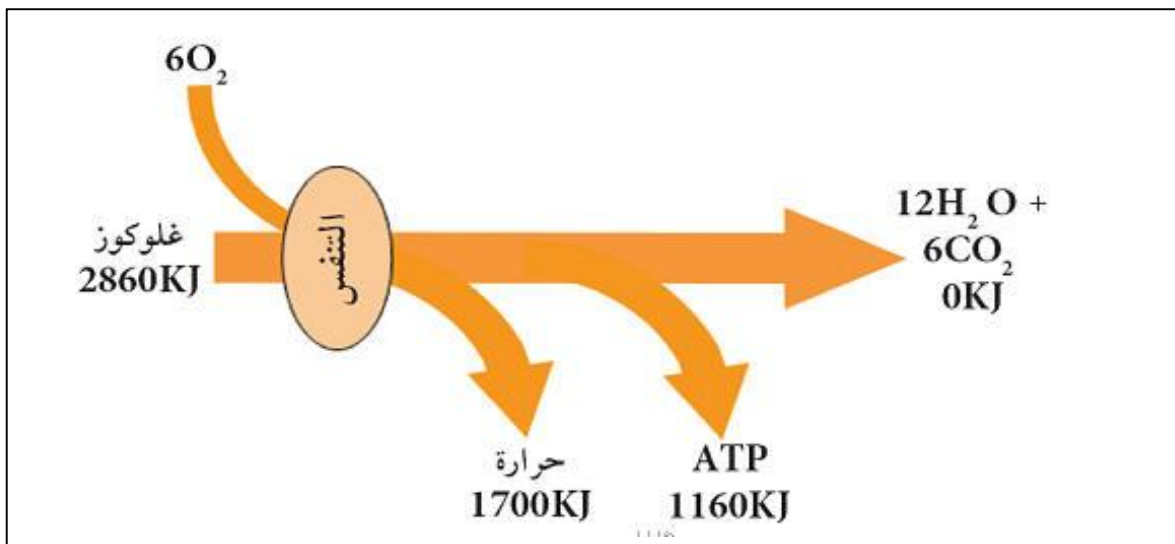 6O₂
غلوكوز
2860KJ
التنفس
12H₂O +
6CO₂
0KJ
حرارة
1700KJ
ATP
1160KJ